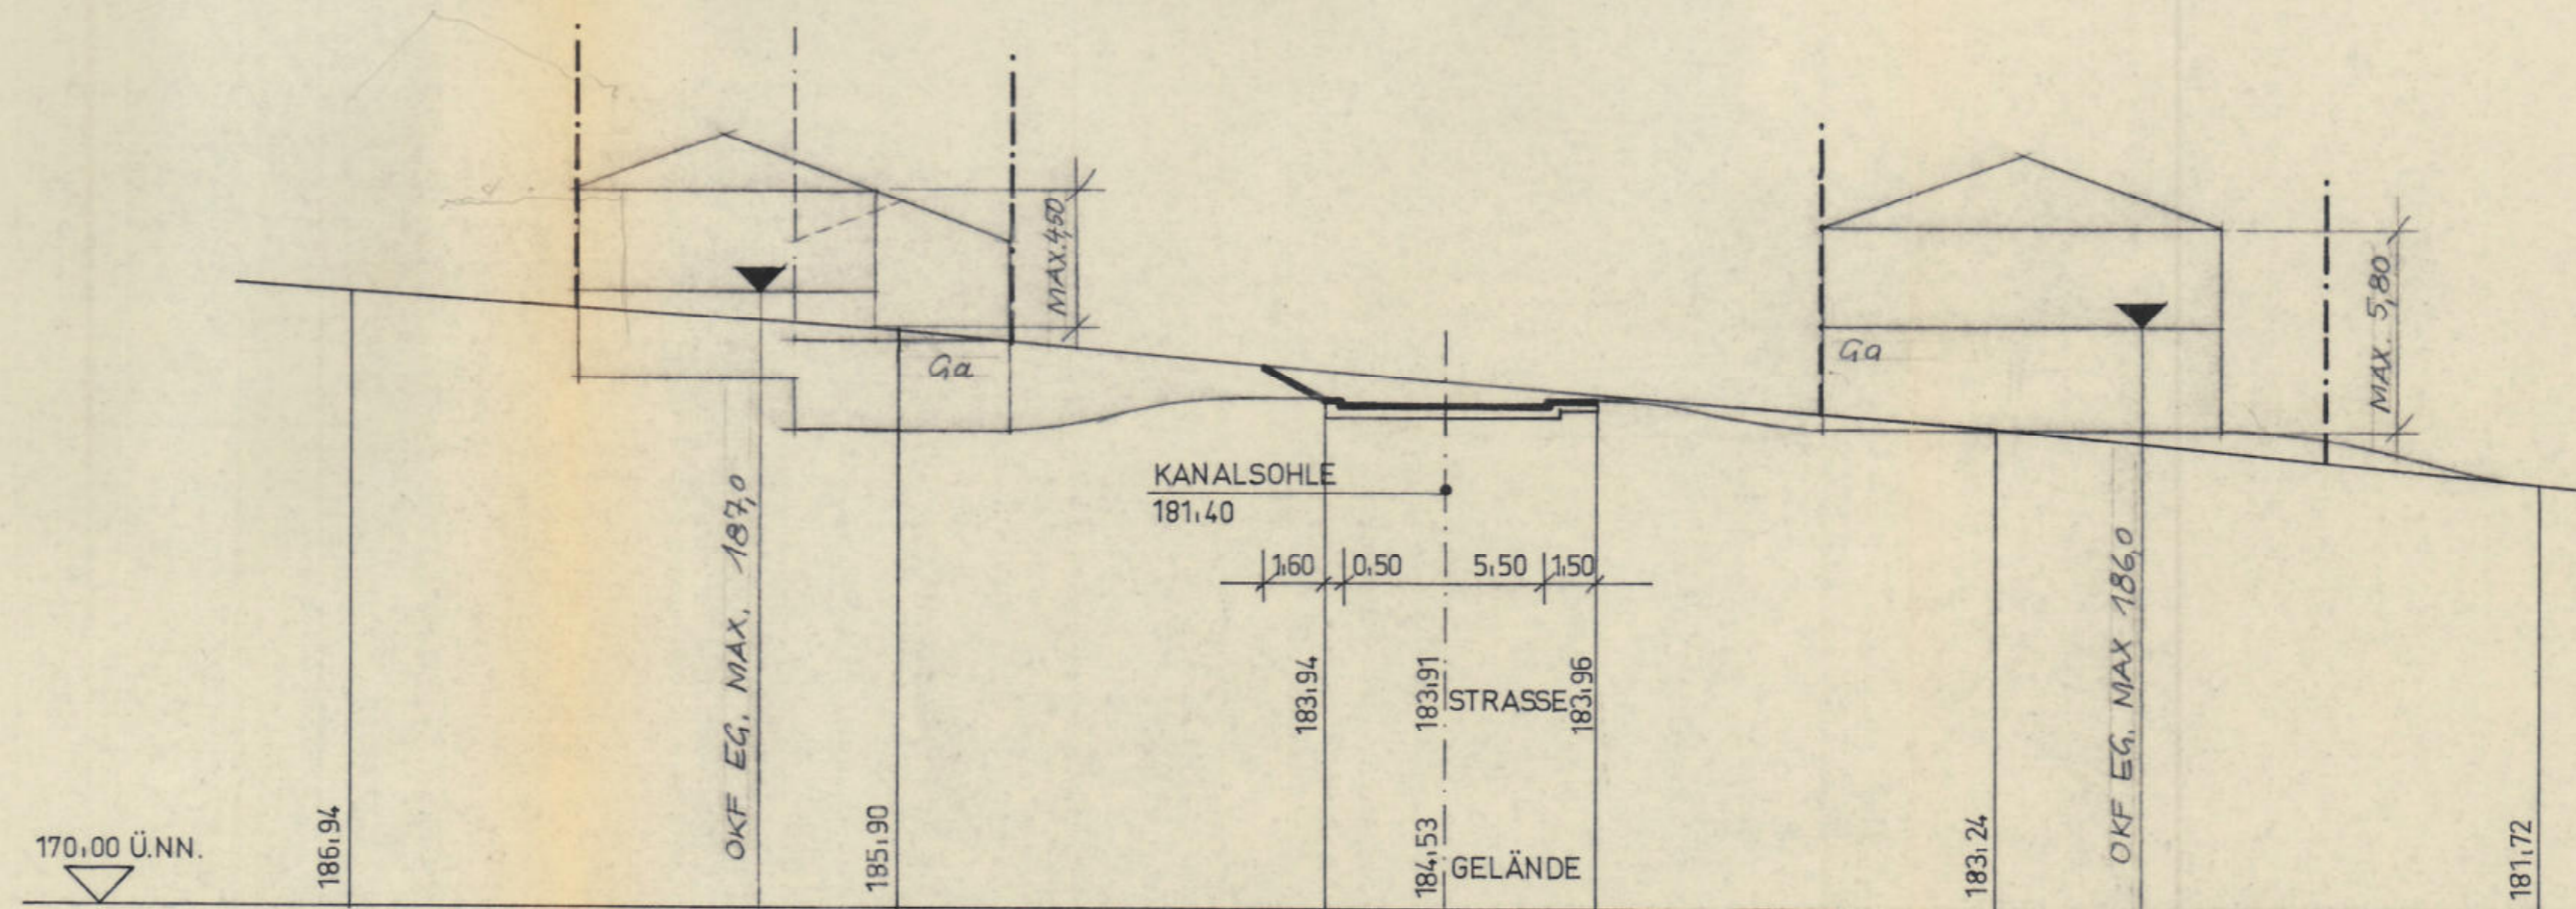 MAX. 4,50
Ga
Ga
MAX. 5,80
KANALSOHLE
181.40
1.60 0.50 5.50 1.50
OKF EG. MAX. 187,0
183.94
183.91
STRASSE
183.96
OKF EG. MAX 186,0
170.00 Ü.NN.
186.94
185.90
184.53
GELÄNDE
183.24
181.72